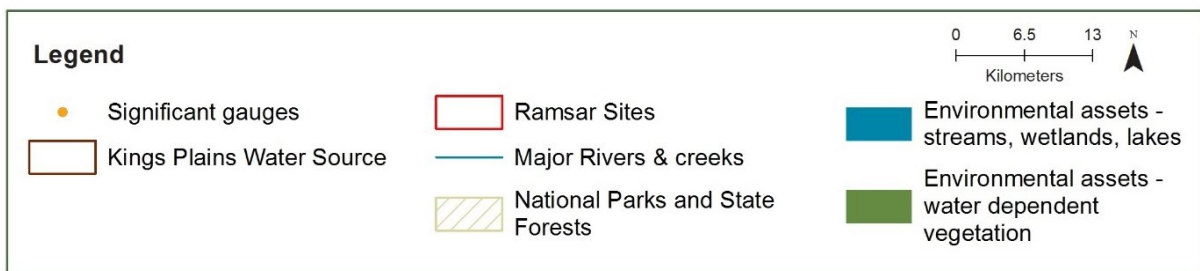 Legend
0 6.5 13
Kilometers
N
Significant gauges
Kings Plains Water Source
Ramsar Sites
Major Rivers & creeks
National Parks and State
Forests
Environmental assets -
streams, wetlands, lakes
Environmental assets -
water dependent
vegetation